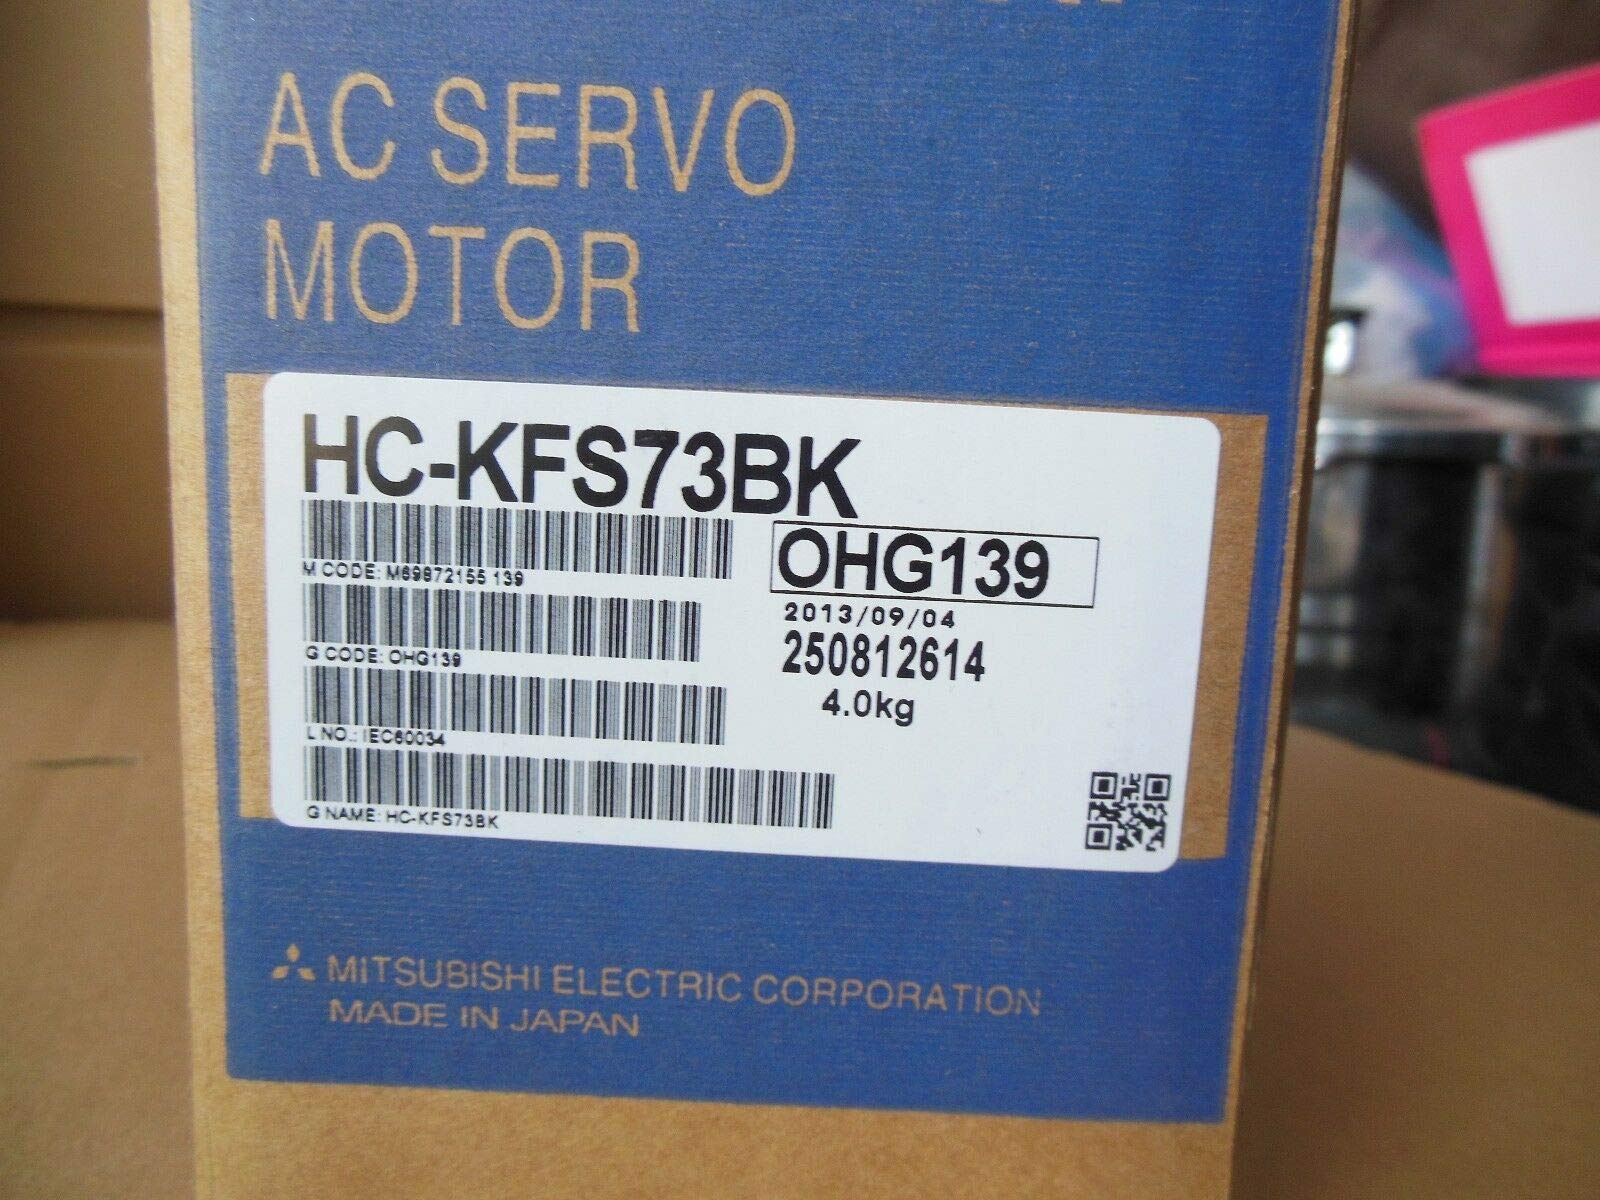 AC SERVO
MOTOR
HC-KFS73BK
M CODE: M69872155 139
OHG139
2013/09/04
G CODE: OHG139
250812614
4.0kg
L NO.: IEC60034
G NAME: HC-KFS73BK
MITSUBISHI ELECTRIC CORPORATION
MADE IN JAPAN